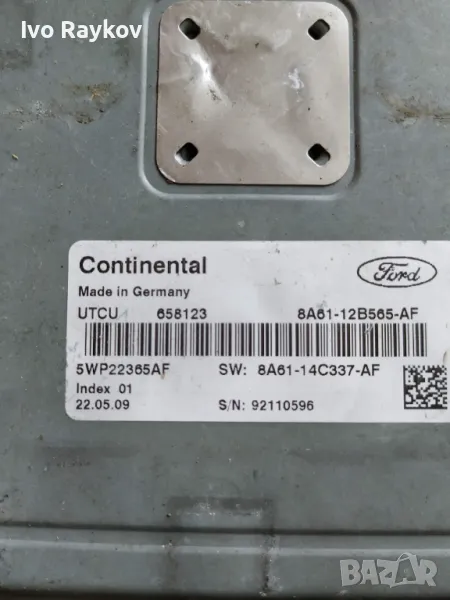 Ivo Raykov
Continental
Ford
Made in Germany
UTCU 658123 8A61-12B565-AF
5WP22365AF SW: 8A61-14C337-AF
Index 01
22.05.09 S/N: 92110596
BAZAR